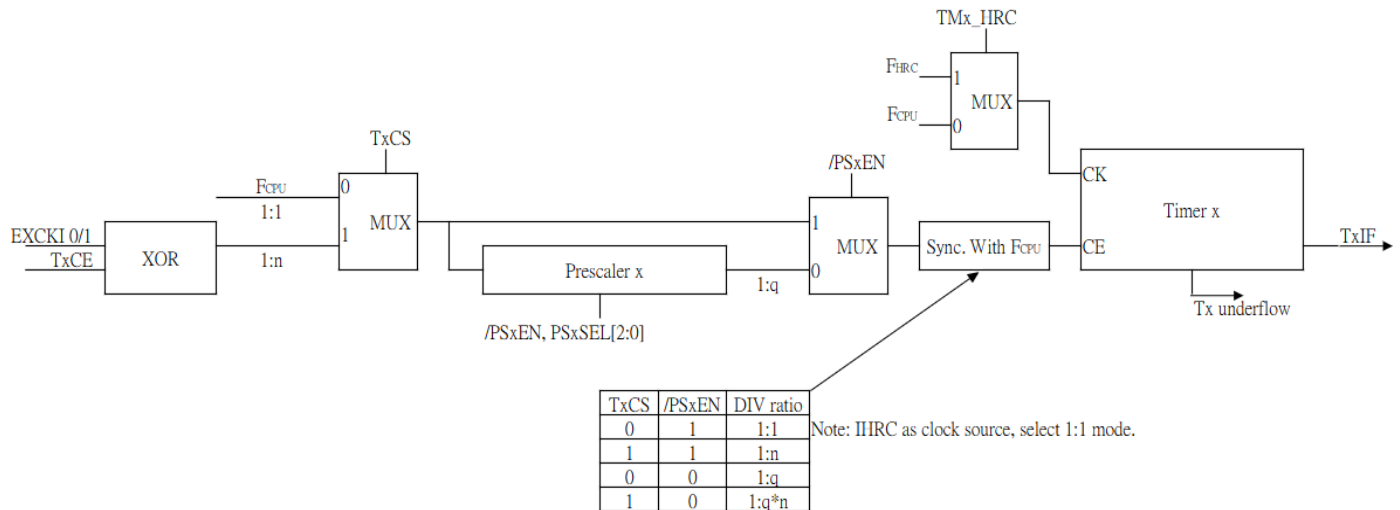 TMx_HRC
FHRC
1
MUX
FCPU
0
TxCS
/PSxEN
FCPU
0
1:1
MUX
1
EXCKI 0/1
TxCE
XOR
1:n
Prescaler x
1:q
1
MUX
0
Sync. With FCPU
CK
Timer x
CE
TxIF
Tx underflow
/PSxEN, PSxSEL[2:0]
TxCS /PSxEN DIV ratio
0 1 1:1
1 1 1:n
0 0 1:q
1 0 1:q*n
Note: IHRC as clock source, select 1:1 mode.